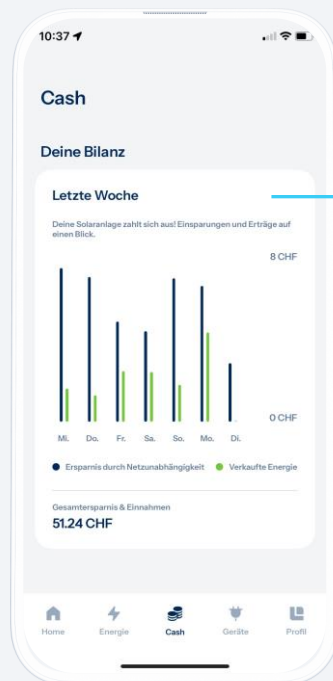 10:37
Cash
Deine Bilanz
Letzte Woche
Deine Solaranlage zahlt sich aus! Einsparungen und Erträge auf
einen Blick.
8 CHF
0 CHF
Mi. Do. Fr. Sa. So. Mo. Di.
Ersparnis durch Netzunabhängigkeit Verkaufte Energie
Gesamtersparnis & Einnahmen
51.24 CHF
Home Energie Cash Geräte Profil